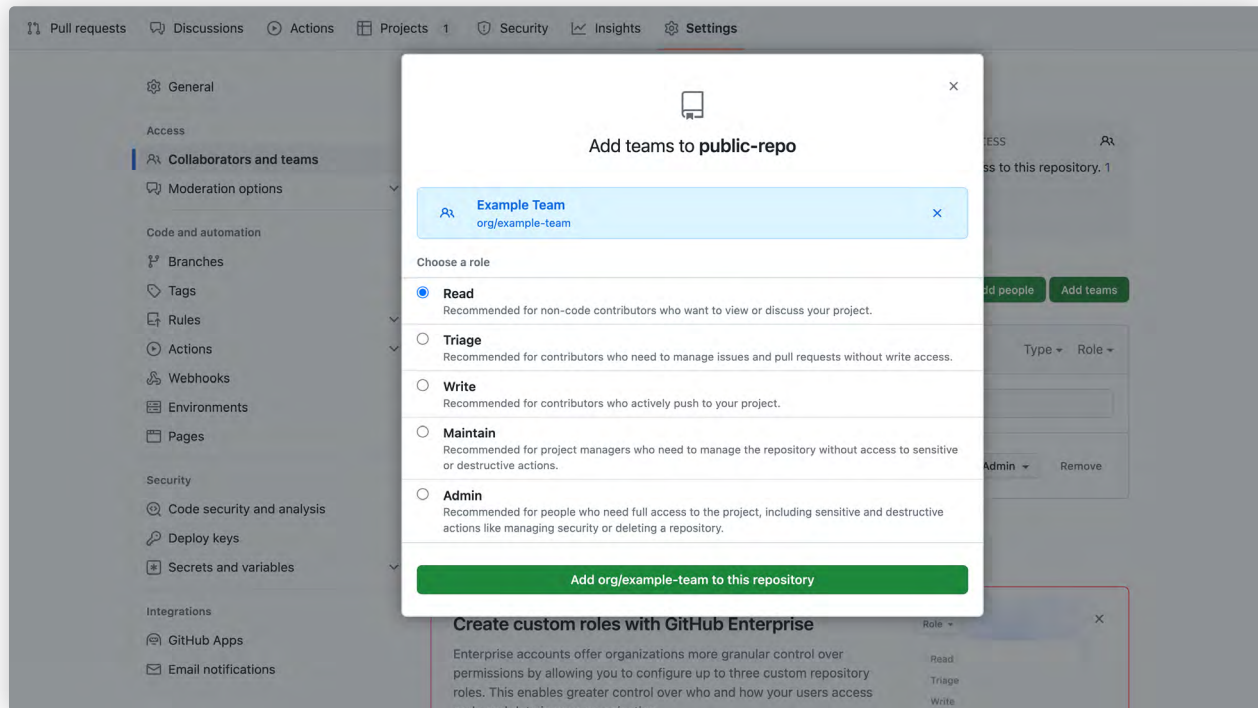 Pull requests
Discussions
Actions
Projects 1
Security
Insights
Settings
General
Access
Collaborators and teams
Moderation options
Code and automation
Branches
Tags
Rules
Actions
Webhooks
Environments
Pages
Security
Code security and analysis
Deploy keys
Secrets and variables
Integrations
GitHub Apps
Email notifications
Add teams to public-repo
Example Team
org/example-team
Choose a role
Read
Recommended for non-code contributors who want to view or discuss your project.
Triage
Recommended for contributors who need to manage issues and pull requests without write access.
Write
Recommended for contributors who actively push to your project.
Maintain
Recommended for project managers who need to manage the repository without access to sensitive
or destructive actions.
Admin
Recommended for people who need full access to the project, including sensitive and destructive
actions like managing security or deleting a repository.
Add org/example-team to this repository
to this repository. 1
people
Add teams
Type
Role
Admin
Remove
Create custom roles with GitHub Enterprise
Enterprise accounts offer organizations more granular control over
permissions by allowing you to configure up to three custom repository
roles. This enables greater control over who and how your users access
Role
Read
Triage
Write